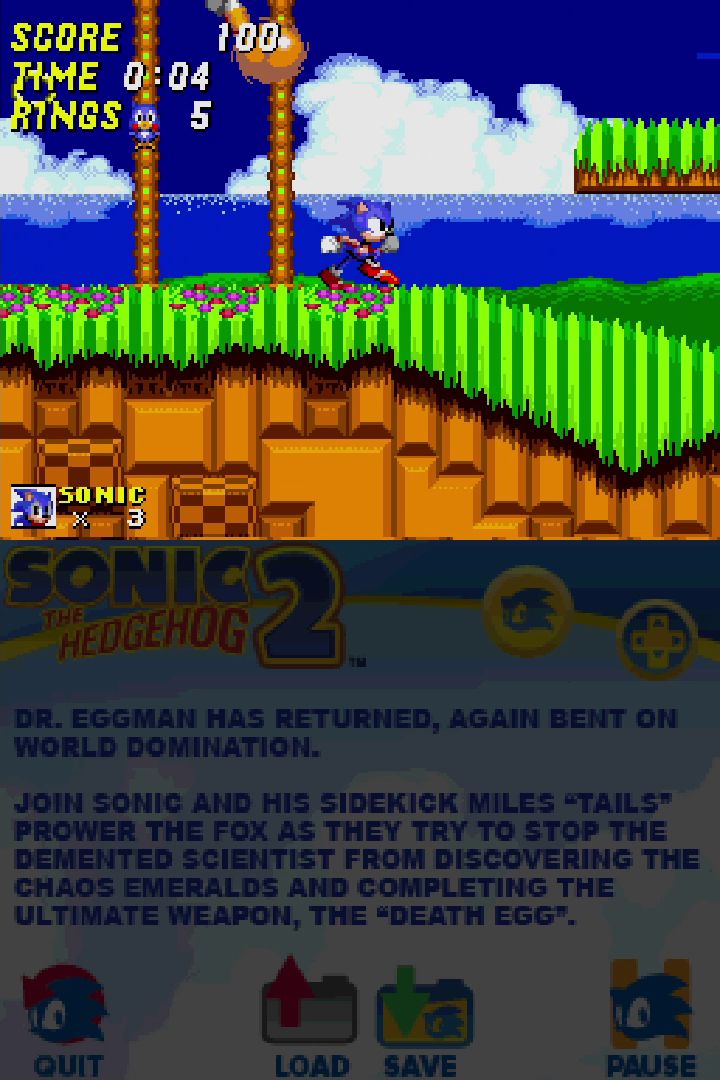 SCORE 100
TIME 0:04
RINGS 5
SONIC
x 3
SONIC
THE
HEDGEHOG 2 ™
DR. EGGMAN HAS RETURNED, AGAIN BENT ON
WORLD DOMINATION.
JOIN SONIC AND HIS SIDEKICK MILES “TAILS”
PROWER THE FOX AS THEY TRY TO STOP THE
DEMENTED SCIENTIST FROM DISCOVERING THE
CHAOS EMERALDS AND COMPLETING THE
ULTIMATE WEAPON, THE “DEATH EGG”.
QUIT LOAD SAVE PAUSE